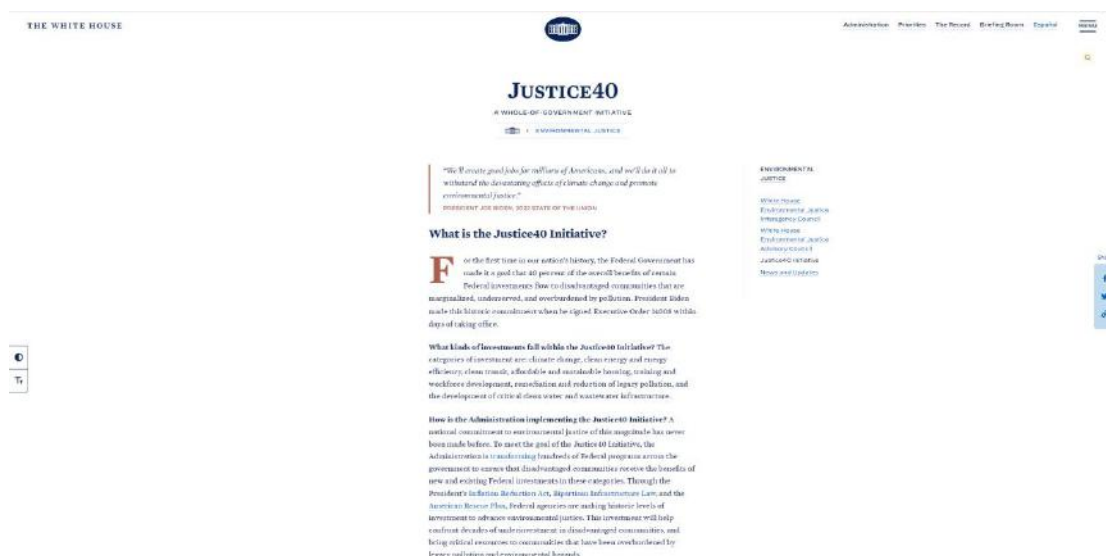 THE WHITE HOUSE
Administration Priorities The Record Briefing Room Español
MENU
JUSTICE40
A WHOLE-OF-GOVERNMENT INITIATIVE
ENVIRONMENTAL JUSTICE
“We’ll create good jobs for millions of Americans, and we’ll do it all to
withstand the devastating effects of climate change and promote
environmental justice.”
PRESIDENT JOE BIDEN, 2022 STATE OF THE UNION
What is the Justice40 Initiative?
For the first time in our nation’s history, the Federal Government has
made it a goal that 40 percent of the overall benefits of certain
Federal investments flow to disadvantaged communities that are
marginalized, underserved, and overburdened by pollution. President Biden
made this historic commitment when he signed Executive Order 14008 within
days of taking office.
What kinds of investments fall within the Justice40 Initiative? The
categories of investment are: climate change, clean energy and energy
efficiency, clean transit, affordable and sustainable housing, training and
workforce development, remediation and reduction of legacy pollution, and
the development of critical clean water and wastewater infrastructure.
How is the Administration implementing the Justice40 Initiative? A
national commitment to environmental justice of this magnitude has never
been made before. To meet the goal of the Justice40 Initiative, the
Administration is transforming hundreds of Federal programs across the
government to ensure that disadvantaged communities receive the benefits of
new and existing Federal investments in these categories. Through the
President’s Inflation Reduction Act, Bipartisan Infrastructure Law, and the
American Rescue Plan, Federal agencies are making historic levels of
investment to advance environmental justice. This investment will help
confront decades of underinvestment in disadvantaged communities, and
bring critical resources to communities that have been overburdened by
legacy pollution and environmental hazards.
ENVIRONMENTAL
JUSTICE
White House
Environmental Justice
Interagency Council
White House
Environmental Justice
Advisory Council
Justice40 Initiative
News and Updates